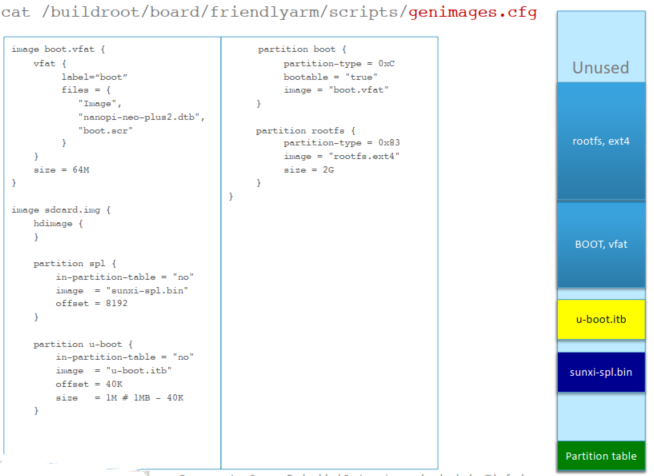 cat /buildroot/board/friendlyarm/scripts/genimages.cfg
image boot.vfat {
vfat {
label="boot"
files = {
"Image",
"nanopi-neo-plus2.dtb",
"boot.scr"
}
}
size = 64M
}
image sdcard.img {
hdimage {
}
partition spl {
in-partition-table = "no"
image = "sunxi-spl.bin"
offset = 8192
}
partition u-boot {
in-partition-table = "no"
image = "u-boot.itb"
offset = 40K
size = 1M # 1MB - 40K
}
partition boot {
partition-type = 0xC
bootable = "true"
image = "boot.vfat"
}
partition rootfs {
partition-type = 0x83
image = "rootfs.ext4"
size = 2G
}
}
Unused
rootfs, ext4
BOOT, vfat
u-boot.itb
sunxi-spl.bin
Partition table